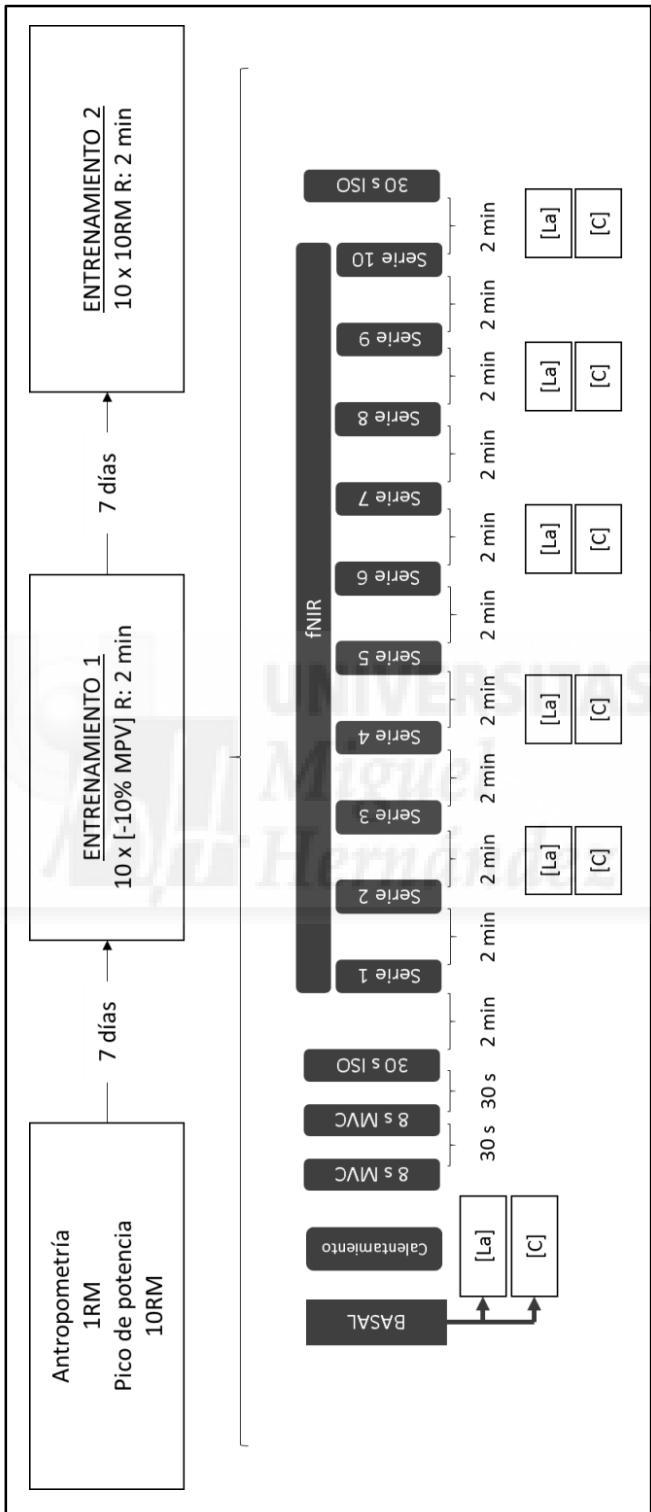 Antropometría
1RM
Pico de potencia
10RM
7 días
ENTRENAMIENTO 1
10 x [-10% MPV] R: 2 min
7 días
ENTRENAMIENTO 2
10 x 10RM R: 2 min
fNIR
BASAL
Calentamiento
8 s MVC
8 s MVC
30 s ISO
Serie 1
Serie 2
Serie 3
Serie 4
Serie 5
Serie 6
Serie 7
Serie 8
Serie 9
Serie 10
30 s ISO
30 s
30 s
2 min
2 min
2 min
2 min
2 min
2 min
2 min
2 min
2 min
2 min
2 min
[La]
[La]
[La]
[La]
[La]
[La]
[C]
[C]
[C]
[C]
[C]
[C]
UNIVERSITAS
Miguel
Hernández